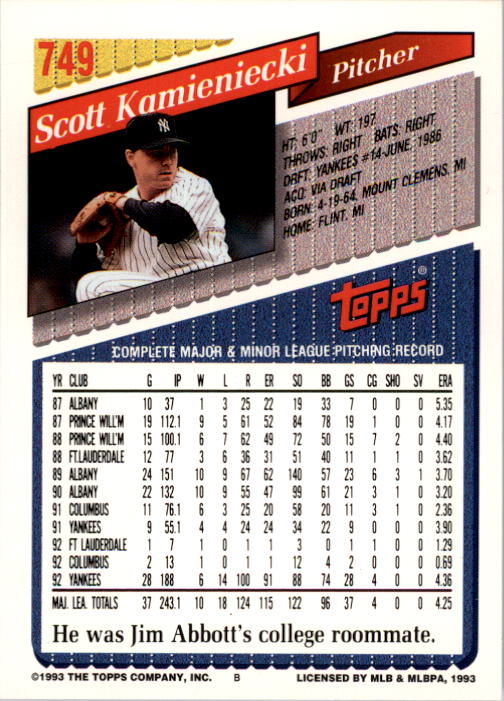 749
Scott Kamieniecki
Pitcher
HT: 6'0" WT: 197
THROWS: RIGHT BATS: RIGHT
DRFT: YANKEES #14-JUNE, 1986
ACQ: VIA DRAFT
BORN: 4-19-64, MOUNT CLEMENS, MI
HOME: FLINT, MI
TOPPS®
COMPLETE MAJOR & MINOR LEAGUE PITCHING RECORD
YR CLUB G IP W L R ER SO BB GS CG SHO SV ERA
87 ALBANY 10 37 1 3 25 22 19 33 7 0 0 0 5.35
87 PRINCE WILL'M 19 112.1 9 5 61 52 84 78 19 1 0 0 4.17
88 PRINCE WILL'M 15 100.1 6 7 62 49 72 50 15 7 2 0 4.40
88 FT.LAUDERDALE 12 77 3 6 36 31 51 40 11 1 1 0 3.62
89 ALBANY 24 151 10 9 67 62 140 57 23 6 3 1 3.70
90 ALBANY 22 132 10 9 55 47 99 61 21 3 1 0 3.20
91 COLUMBUS 11 76.1 6 3 25 20 58 20 11 3 1 0 2.36
91 YANKEES 9 55.1 4 4 24 24 34 22 9 0 0 0 3.90
92 FT LAUDERDALE 1 7 1 0 1 1 3 0 1 1 0 0 1.29
92 COLUMBUS 2 13 1 0 1 1 12 4 2 0 0 0 0.69
92 YANKEES 28 188 6 14 100 91 88 74 28 4 0 0 4.36
MAJ. LEA. TOTALS 37 243.1 10 18 124 115 122 96 37 4 0 0 4.25
He was Jim Abbott's college roommate.
©1993 THE TOPPS COMPANY, INC. B LICENSED BY MLB & MLBPA, 1993